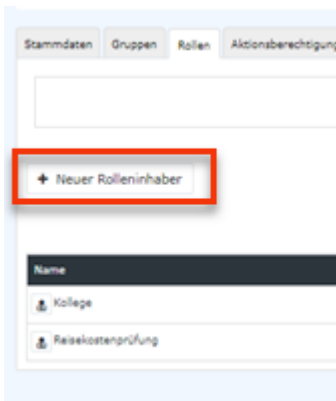 Stammdaten Gruppen Rollen Aktionsberechtigung
+ Neuer Rolleninhaber
Name
Kollege
Reisekostenprüfung